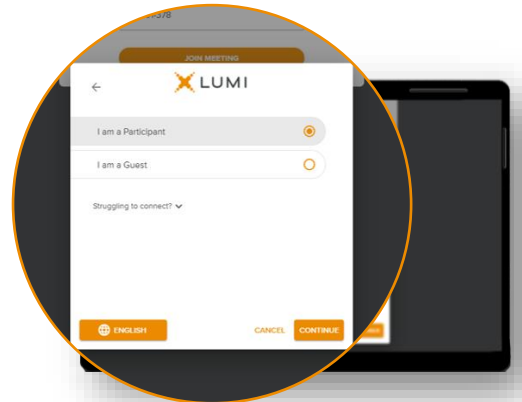 JOIN MEETING
LUMI
I am a Participant
I am a Guest
Struggling to connect?
ENGLISH
CANCEL CONTINUE